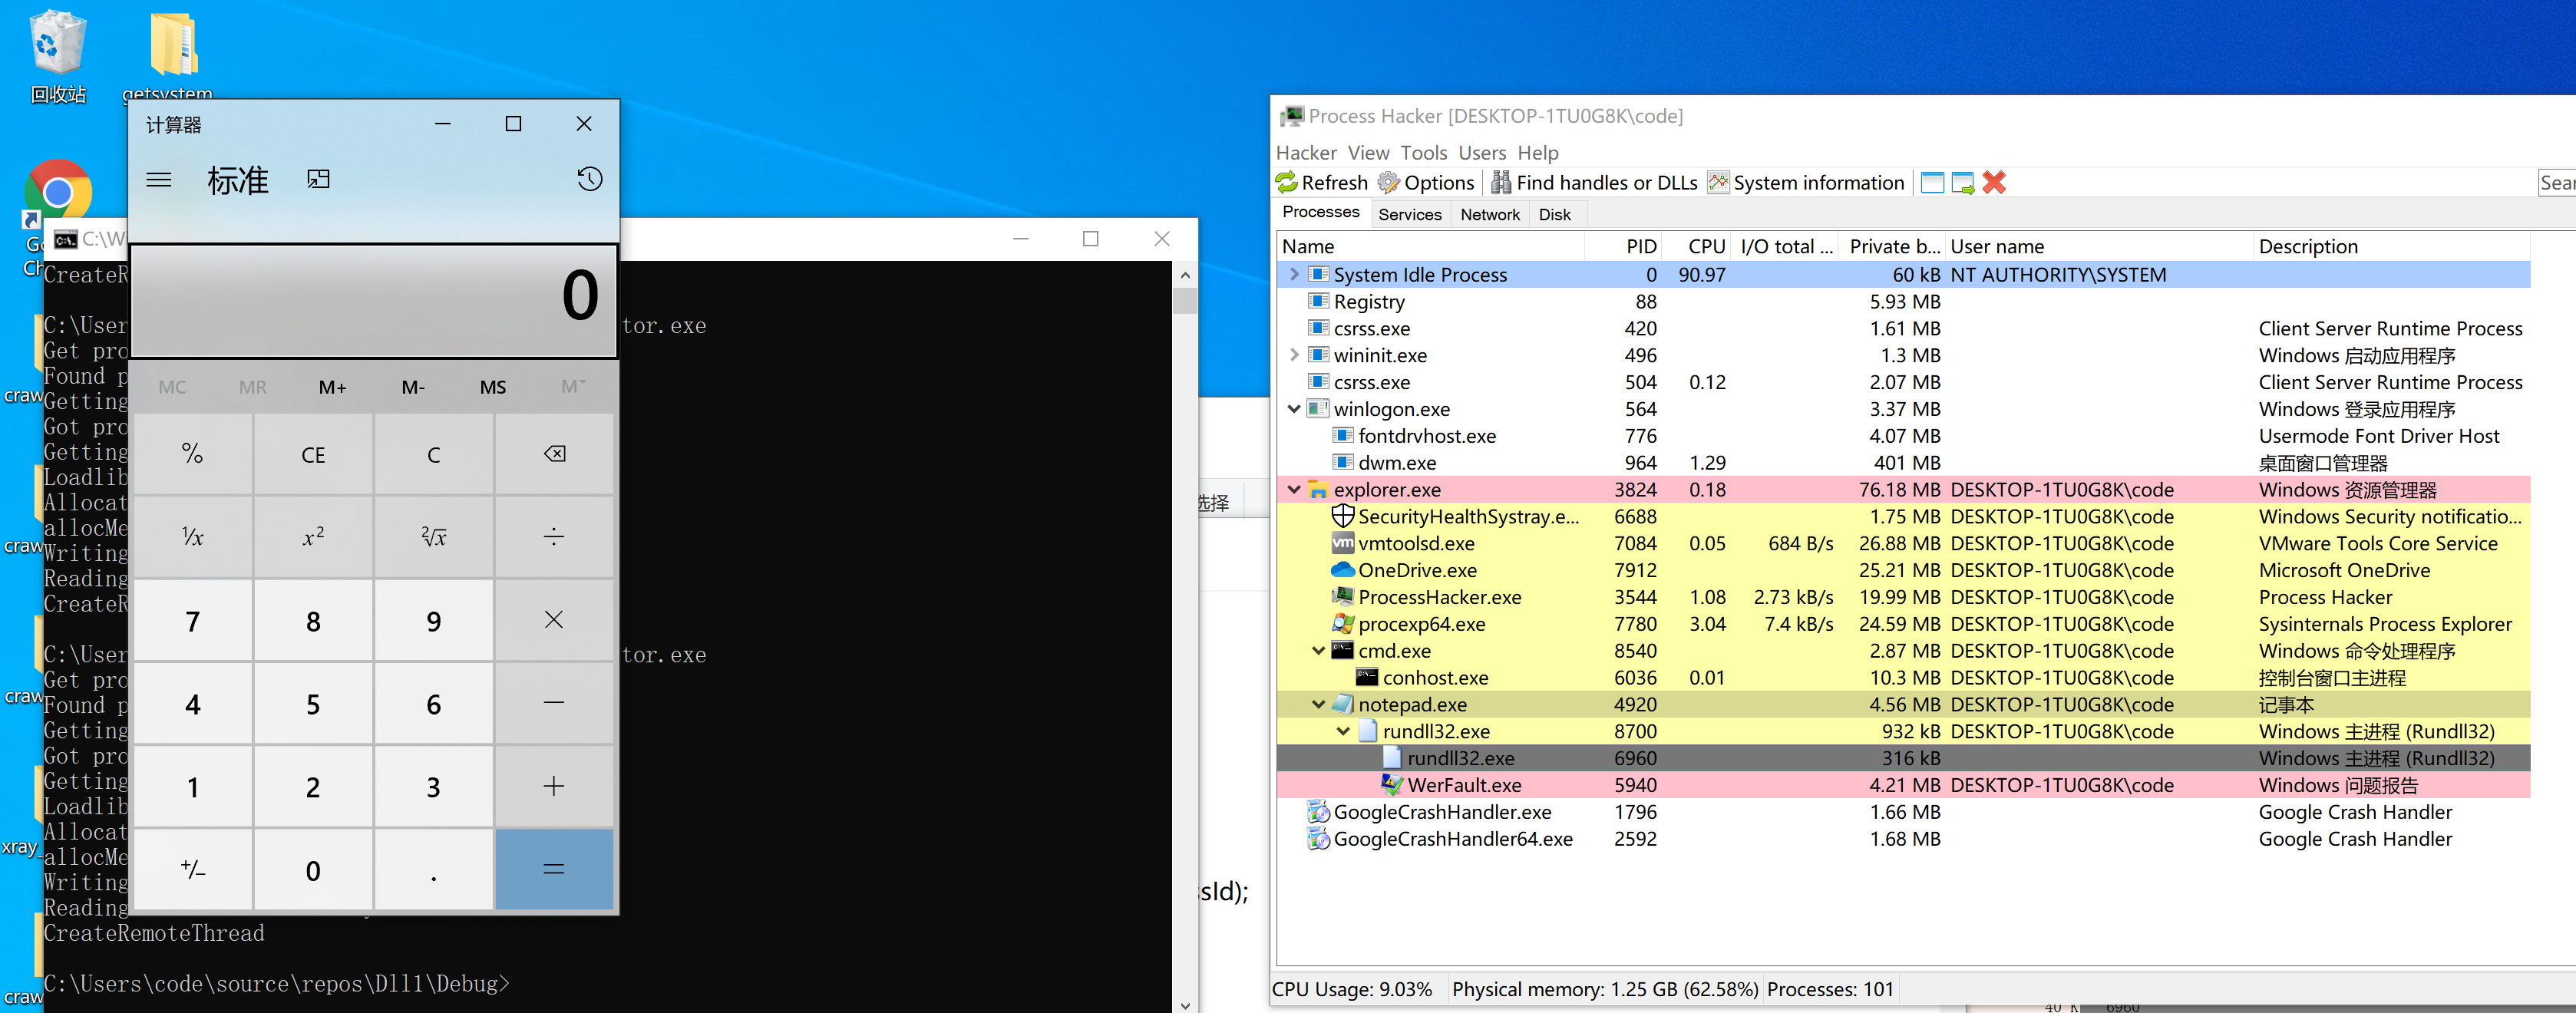 回收站
getsystem
计算器
标准
0
MC MR M+ M- MS M
% CE C
¹/x x² ²√x ÷
7 8 9 ×
4 5 6 −
1 2 3 +
+/− 0 . =
C:\Wi
CreateR
C:\User
tor.exe
Get pro
Found p
Getting
Got pro
Getting
Loadlib
Allocat
allocMe
Writing
Reading
CreateR
C:\User
tor.exe
Get pro
Found p
Getting
Got pro
Getting
Loadlib
Allocat
allocMe
Writing
Reading
CreateRemoteThread
C:\Users\code\source\repos\Dll1\Debug>
craw
craw
craw
xray_
craw
选择
sId);
Process Hacker [DESKTOP-1TU0G8K\code]
Hacker View Tools Users Help
Refresh Options Find handles or DLLs System information Sear
Processes Services Network Disk
Name PID CPU I/O total ... Private b... User name Description
System Idle Process 0 90.97 60 kB NT AUTHORITY\SYSTEM
Registry 88 5.93 MB
csrss.exe 420 1.61 MB Client Server Runtime Process
wininit.exe 496 1.3 MB Windows 启动应用程序
csrss.exe 504 0.12 2.07 MB Client Server Runtime Process
winlogon.exe 564 3.37 MB Windows 登录应用程序
fontdrvhost.exe 776 4.07 MB Usermode Font Driver Host
dwm.exe 964 1.29 401 MB 桌面窗口管理器
explorer.exe 3824 0.18 76.18 MB DESKTOP-1TU0G8K\code Windows 资源管理器
SecurityHealthSystray.e... 6688 1.75 MB DESKTOP-1TU0G8K\code Windows Security notificatio...
vmtoolsd.exe 7084 0.05 684 B/s 26.88 MB DESKTOP-1TU0G8K\code VMware Tools Core Service
OneDrive.exe 7912 25.21 MB DESKTOP-1TU0G8K\code Microsoft OneDrive
ProcessHacker.exe 3544 1.08 2.73 kB/s 19.99 MB DESKTOP-1TU0G8K\code Process Hacker
procexp64.exe 7780 3.04 7.4 kB/s 24.59 MB DESKTOP-1TU0G8K\code Sysinternals Process Explorer
cmd.exe 8540 2.87 MB DESKTOP-1TU0G8K\code Windows 命令处理程序
conhost.exe 6036 0.01 10.3 MB DESKTOP-1TU0G8K\code 控制台窗口主进程
notepad.exe 4920 4.56 MB DESKTOP-1TU0G8K\code 记事本
rundll32.exe 8700 932 kB DESKTOP-1TU0G8K\code Windows 主进程 (Rundll32)
rundll32.exe 6960 316 kB Windows 主进程 (Rundll32)
WerFault.exe 5940 4.21 MB DESKTOP-1TU0G8K\code Windows 问题报告
GoogleCrashHandler.exe 1796 1.66 MB Google Crash Handler
GoogleCrashHandler64.exe 2592 1.68 MB Google Crash Handler
CPU Usage: 9.03% Physical memory: 1.25 GB (62.58%) Processes: 101
40 K 6960